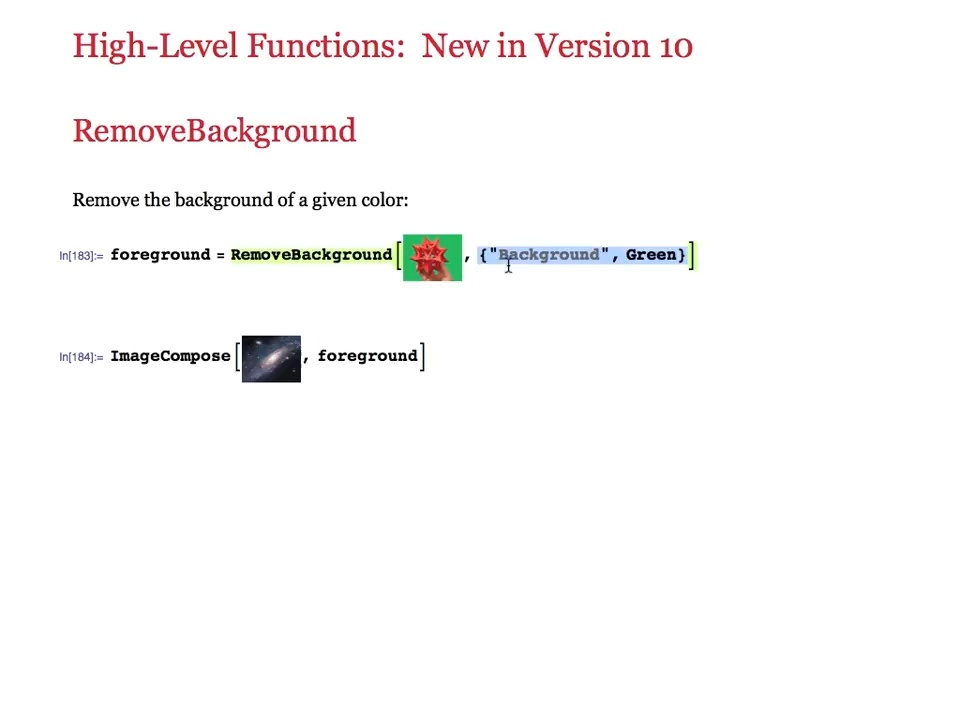 High-Level Functions: New in Version 10
RemoveBackground
Remove the background of a given color:
In[183]:= foreground = RemoveBackground[ , {"Background", Green}]
In[184]:= ImageCompose[ , foreground]